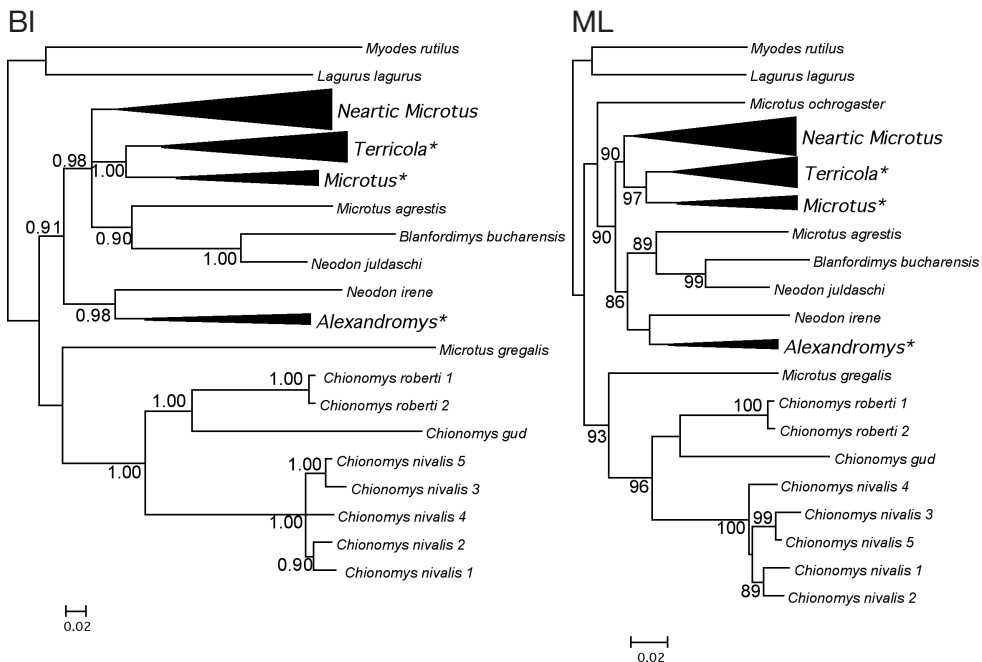 BI
Myodes rutilus
Lagurus lagurus
Neartic Microtus
Terricola*
Microtus*
Microtus agrestis
Blanfordimys bucharensis
Neodon juldaschi
Neodon irene
Alexandromys*
Microtus gregalis
Chionomys roberti 1
Chionomys roberti 2
Chionomys gud
Chionomys nivalis 5
Chionomys nivalis 3
Chionomys nivalis 4
Chionomys nivalis 2
Chionomys nivalis 1
0.98
1.00
0.91
0.90
1.00
0.98
1.00
1.00
1.00
1.00
1.00
0.90
0.02
ML
Myodes rutilus
Lagurus lagurus
Microtus ochrogaster
Neartic Microtus
Terricola*
Microtus*
Microtus agrestis
Blanfordimys bucharensis
Neodon juldaschi
Neodon irene
Alexandromys*
Microtus gregalis
Chionomys roberti 1
Chionomys roberti 2
Chionomys gud
Chionomys nivalis 4
Chionomys nivalis 3
Chionomys nivalis 5
Chionomys nivalis 1
Chionomys nivalis 2
90
97
90
89
99
86
93
100
96
99
100
89
0.02